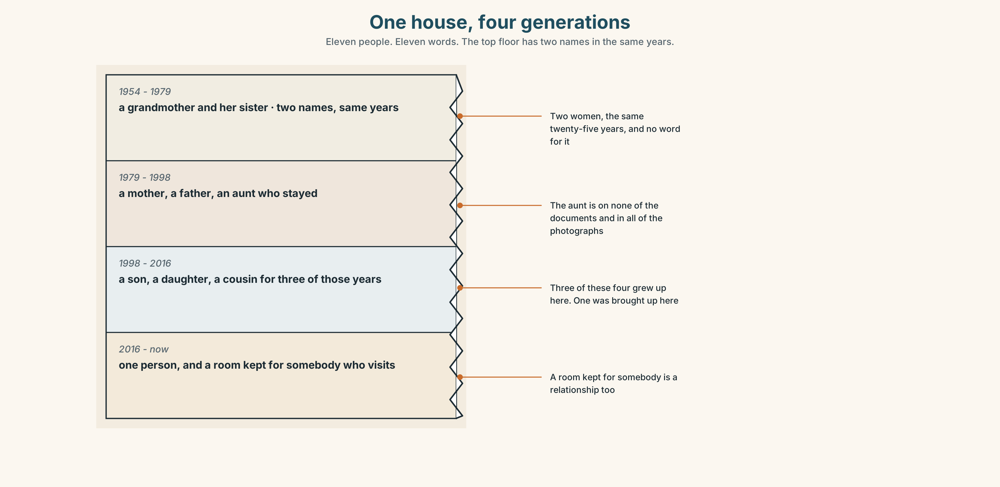 One house, four generations
Eleven people. Eleven words. The top floor has two names in the same years.
1954 - 1979
a grandmother and her sister · two names, same years
Two women, the same
twenty-five years, and no word
for it
1979 - 1998
a mother, a father, an aunt who stayed
The aunt is on none of the
documents and in all of the
photographs
1998 - 2016
a son, a daughter, a cousin for three of those years
Three of these four grew up
here. One was brought up here
2016 - now
one person, and a room kept for somebody who visits
A room kept for somebody is a
relationship too